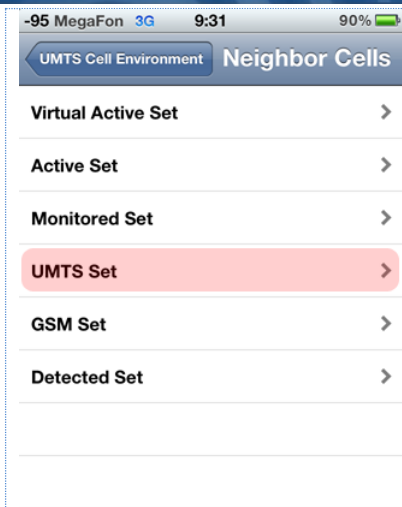 -95 MegaFon 3G 9:31 90%
UMTS Cell Environment Neighbor Cells
Virtual Active Set
Active Set
Monitored Set
UMTS Set
GSM Set
Detected Set